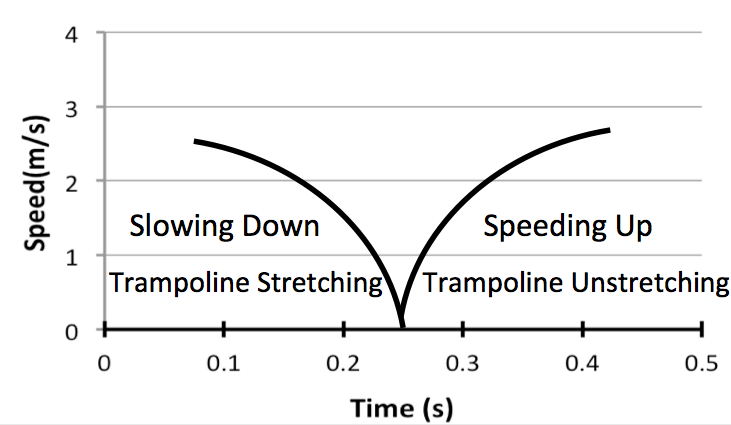 4
3
2
1
0
Speed(m/s)
Slowing Down
Speeding Up
Trampoline Stretching
Trampoline Unstretching
0 0.1 0.2 0.3 0.4 0.5
Time (s)